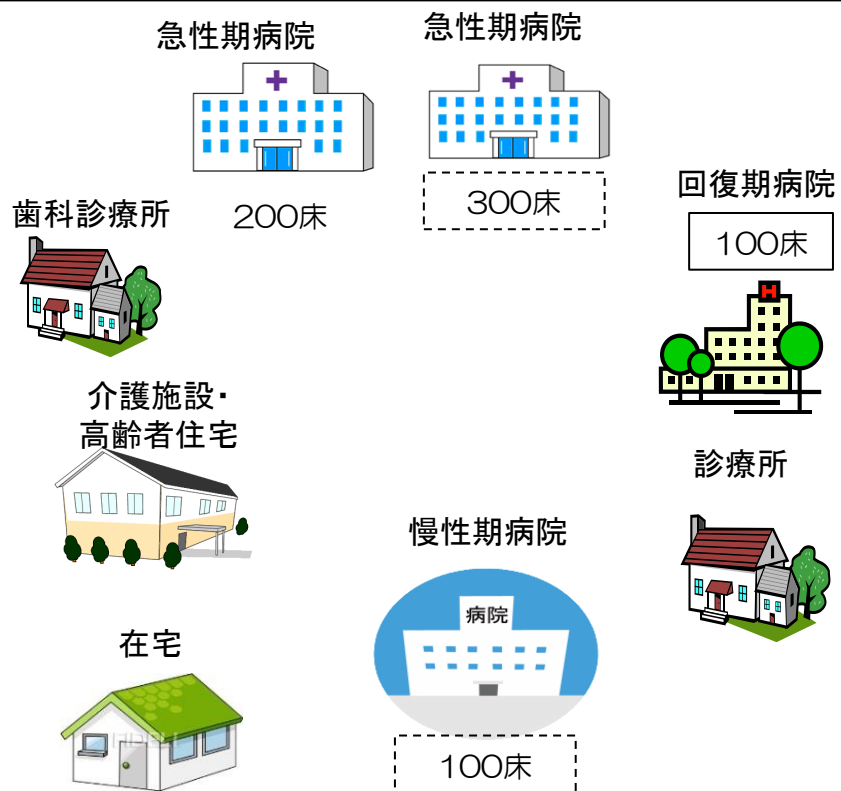 急性期病院
急性期病院
200床
300床
回復期病院
100床
H
歯科診療所
介護施設・
高齢者住宅
診療所
慢性期病院
病院
100床
在宅